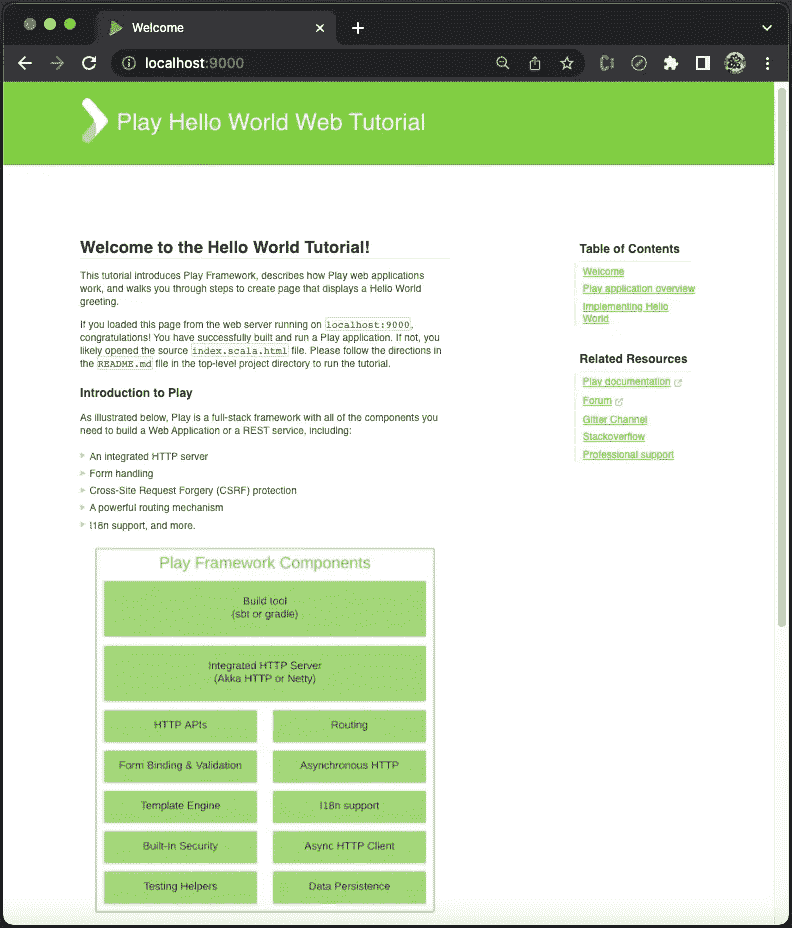 Welcome
localhost:9000
Play Hello World Web Tutorial
Welcome to the Hello World Tutorial!
This tutorial introduces Play Framework, describes how Play web applications
work, and walks you through steps to create page that displays a Hello World
greeting.
If you loaded this page from the web server running on localhost:9000,
congratulations! You have successfully built and run a Play application. If not, you
likely opened the source index.scala.html file. Please follow the directions in
the README.md file in the top-level project directory to run the tutorial.
Introduction to Play
As illustrated below, Play is a full-stack framework with all of the components you
need to build a Web Application or a REST service, including:
An integrated HTTP server
Form handling
Cross-Site Request Forgery (CSRF) protection
A powerful routing mechanism
I18n support, and more.
Play Framework Components
Build tool
(sbt or gradle)
Integrated HTTP Server
(Akka HTTP or Netty)
HTTP APIs
Routing
Form Binding & Validation
Asynchronous HTTP
Template Engine
I18n support
Built-in Security
Async HTTP Client
Testing Helpers
Data Persistence
Table of Contents
Welcome
Play application overview
Implementing Hello
World
Related Resources
Play documentation
Forum
Gitter Channel
Stackoverflow
Professional support